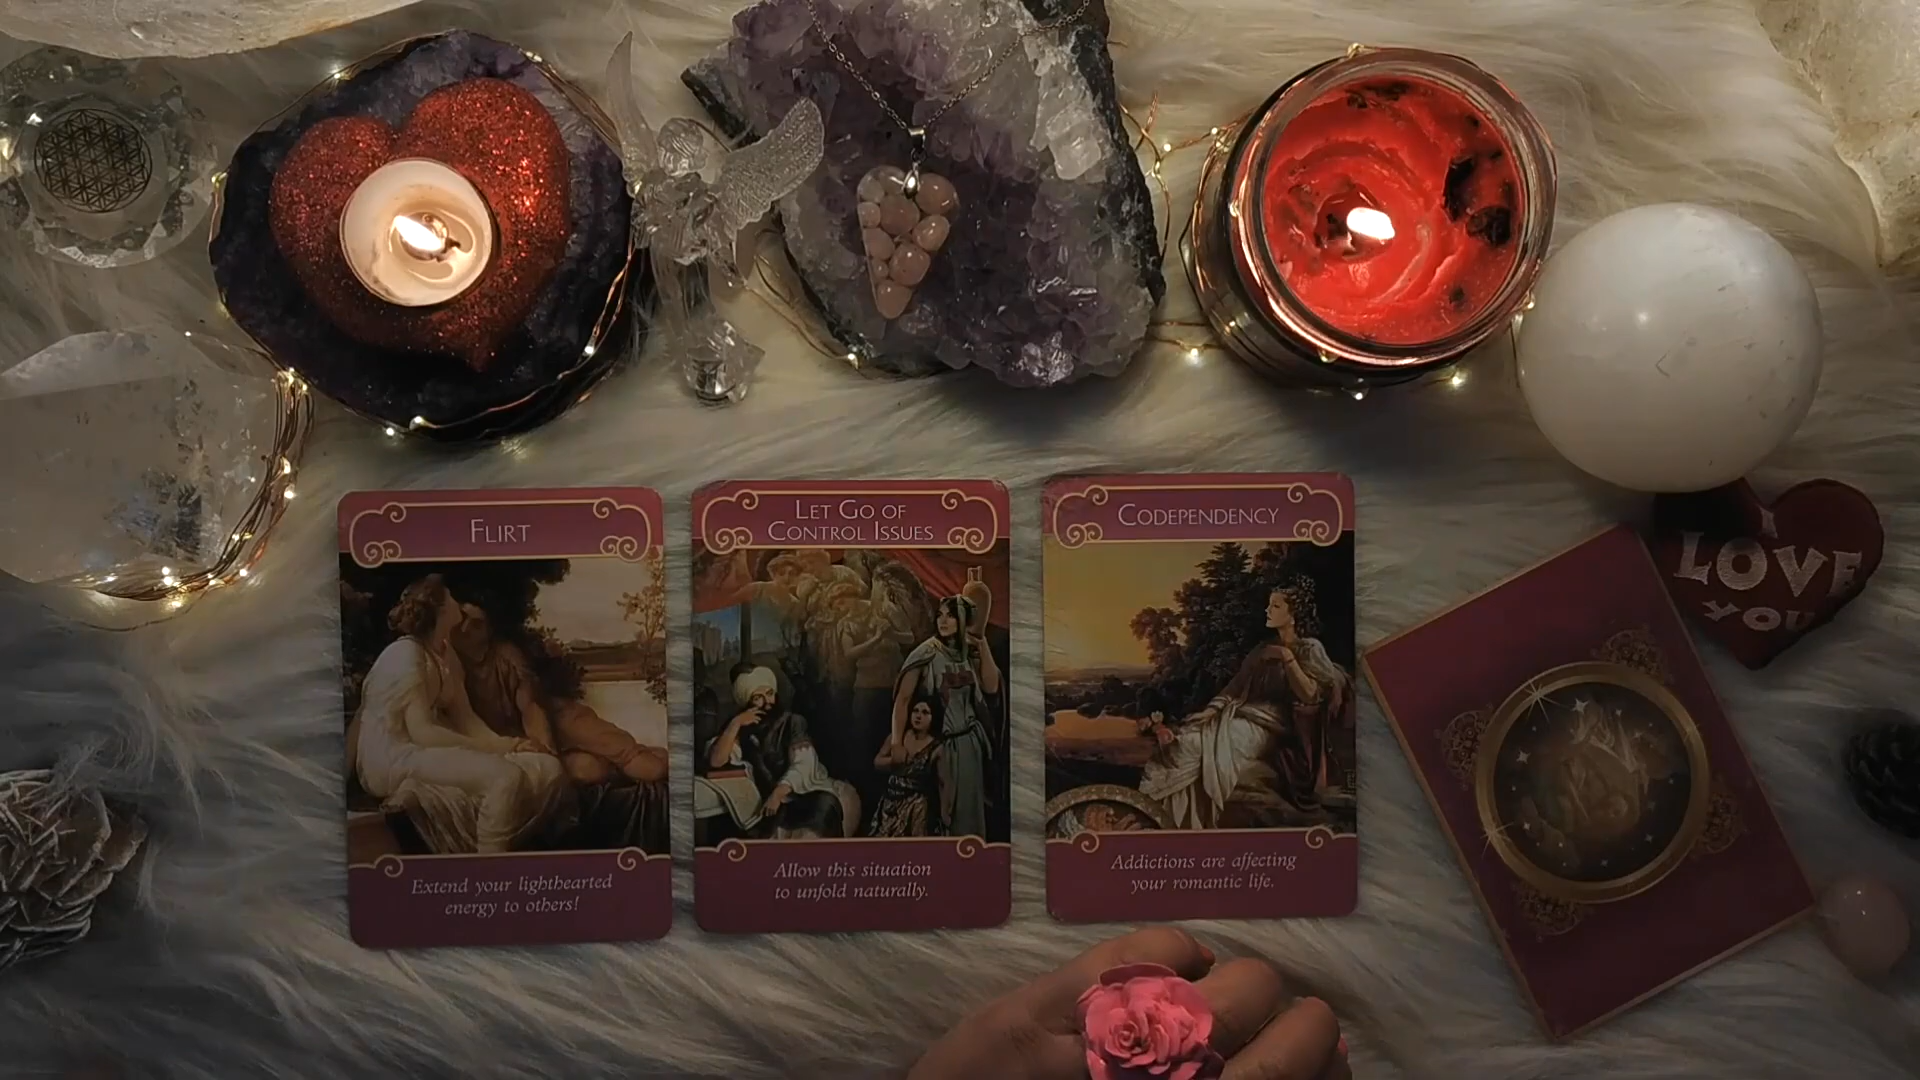 FLIRT
Extend your lighthearted
energy to others!
LET GO OF
CONTROL ISSUES
Allow this situation
to unfold naturally.
CODEPENDENCY
Addictions are affecting
your romantic life.
I
LOVE
YOU